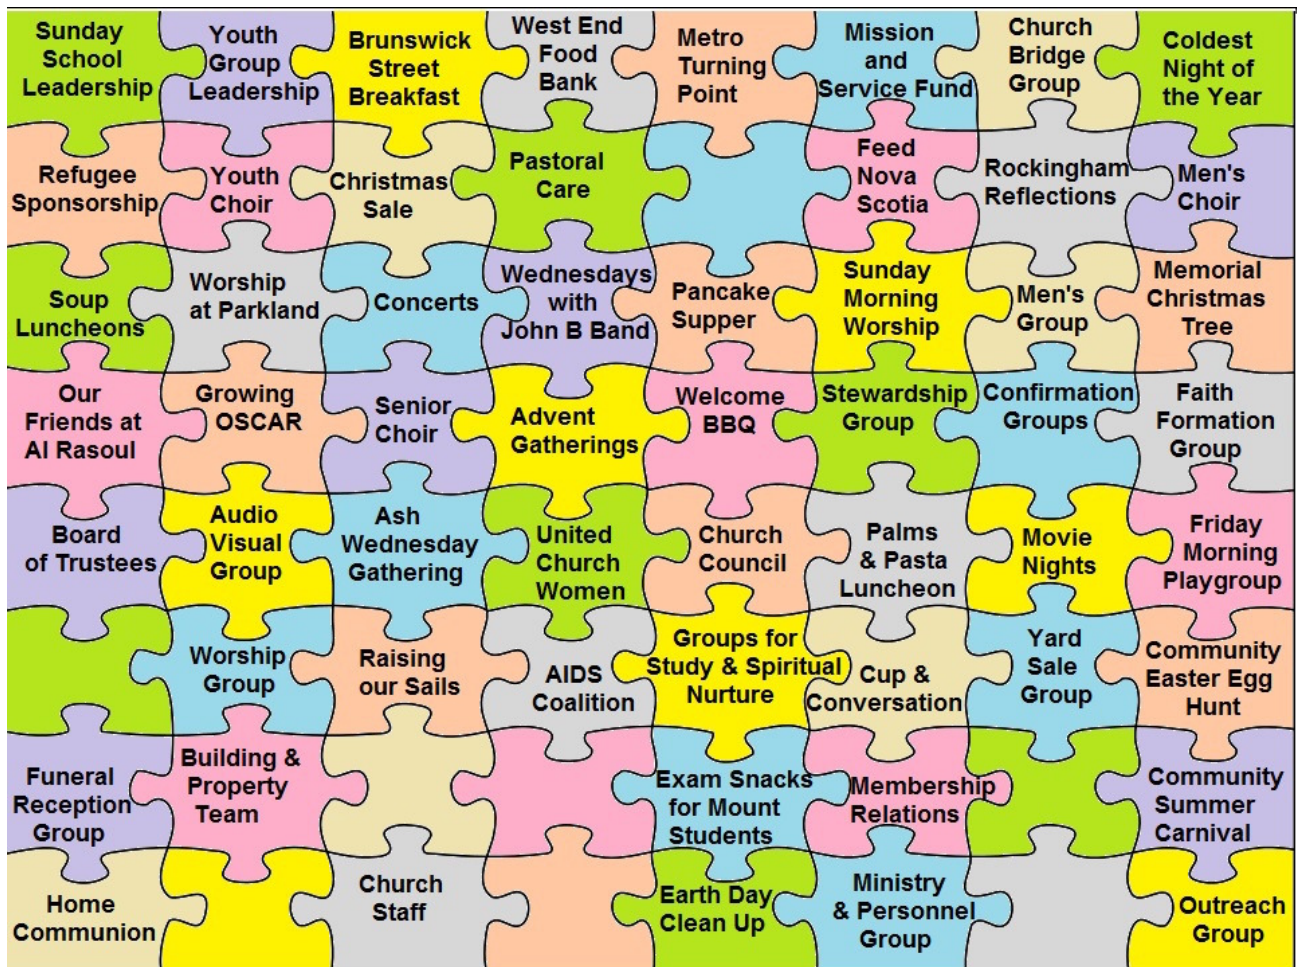 Sunday
School
Leadership
Youth
Group
Leadership
Brunswick
Street
Breakfast
West End
Food
Bank
Metro
Turning
Point
Mission
and
Service Fund
Church
Bridge
Group
Coldest
Night of
the Year
Refugee
Sponsorship
Youth
Choir
Christmas
Sale
Pastoral
Care
Feed
Nova
Scotia
Rockingham
Reflections
Men's
Choir
Soup
Luncheons
Worship
at Parkland
Concerts
Wednesdays
with
John B Band
Pancake
Supper
Sunday
Morning
Worship
Men's
Group
Memorial
Christmas
Tree
Our
Friends at
Al Rasoul
Growing
OSCAR
Senior
Choir
Advent
Gatherings
Welcome
BBQ
Stewardship
Group
Confirmation
Groups
Faith
Formation
Group
Board
of Trustees
Audio
Visual
Group
Ash
Wednesday
Gathering
United
Church
Women
Church
Council
Palms
& Pasta
Luncheon
Movie
Nights
Friday
Morning
Playgroup
Worship
Group
Raising
our Sails
AIDS
Coalition
Groups for
Study & Spiritual
Nurture
Cup &
Conversation
Yard
Sale
Group
Community
Easter Egg
Hunt
Funeral
Reception
Group
Building &
Property
Team
Exam Snacks
for Mount
Students
Membership
Relations
Community
Summer
Carnival
Home
Communion
Church
Staff
Earth Day
Clean Up
Ministry
& Personnel
Group
Outreach
Group